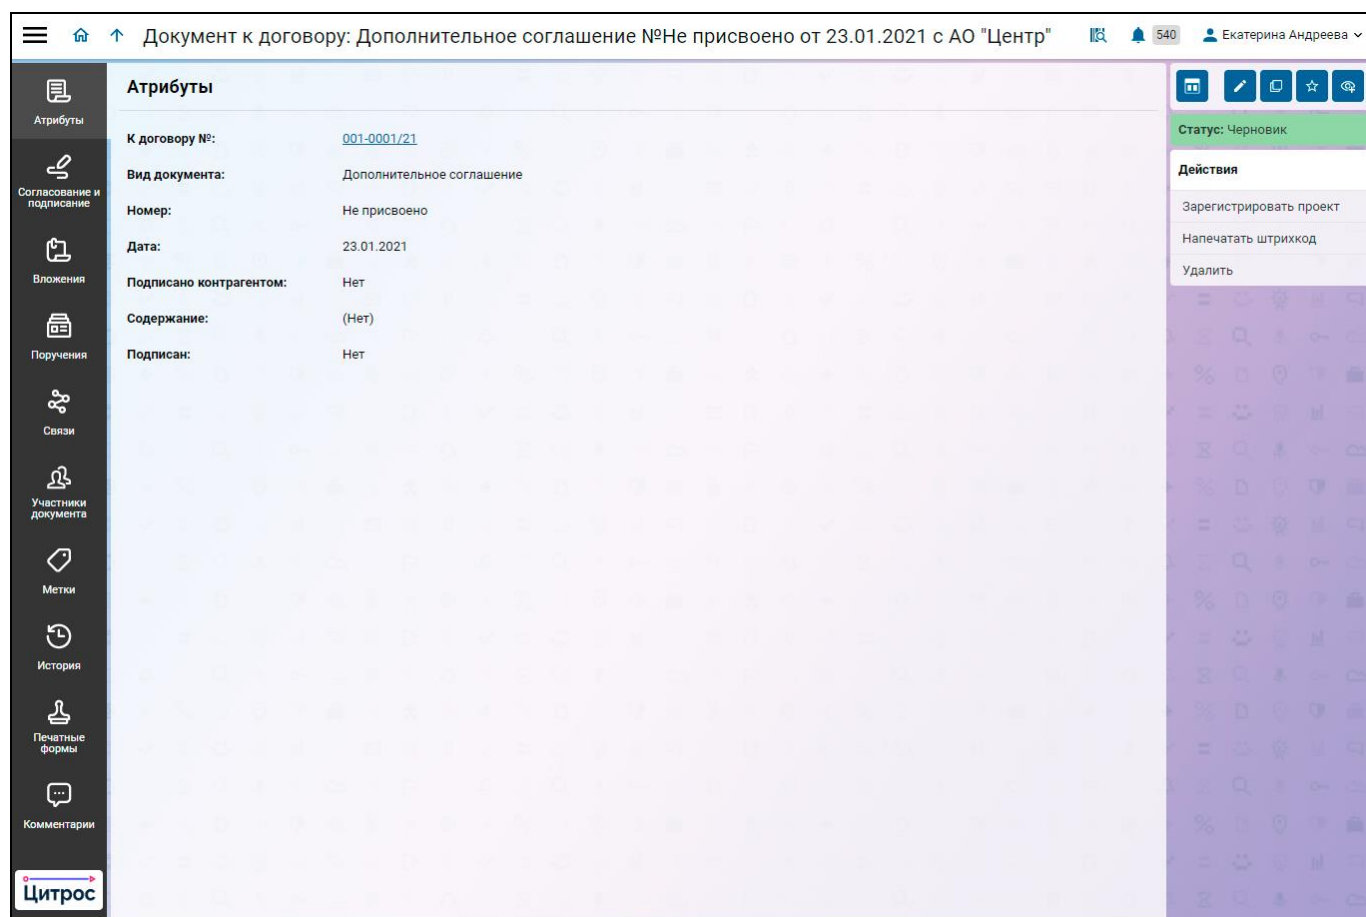 Документ к договору: Дополнительное соглашение №Не присвоено от 23.01.2021 с АО "Центр"
540
Екатерина Андреева
Атрибуты
Согласование и
подписание
Вложения
Поручения
Связи
Участники
документа
Метки
История
Печатные
формы
Комментарии
Цитрос
Атрибуты
К договору №: 001-0001/21
Вид документа: Дополнительное соглашение
Номер: Не присвоено
Дата: 23.01.2021
Подписано контрагентом: Нет
Содержание: (Нет)
Подписан: Нет
Статус: Черновик
Действия
Зарегистрировать проект
Напечатать штрихкод
Удалить